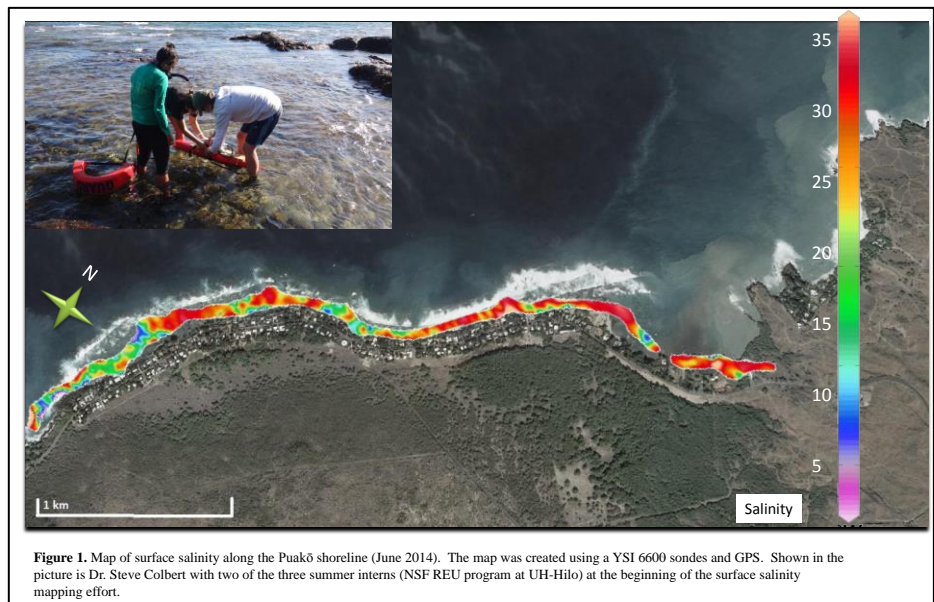 35
30
25
20
15
10
5
N
1 km
Salinity
Figure 1. Map of surface salinity along the Puakō shoreline (June 2014). The map was created using a YSI 6600 sondes and GPS. Shown in the
picture is Dr. Steve Colbert with two of the three summer interns (NSF REU program at UH-Hilo) at the beginning of the surface salinity
mapping effort.